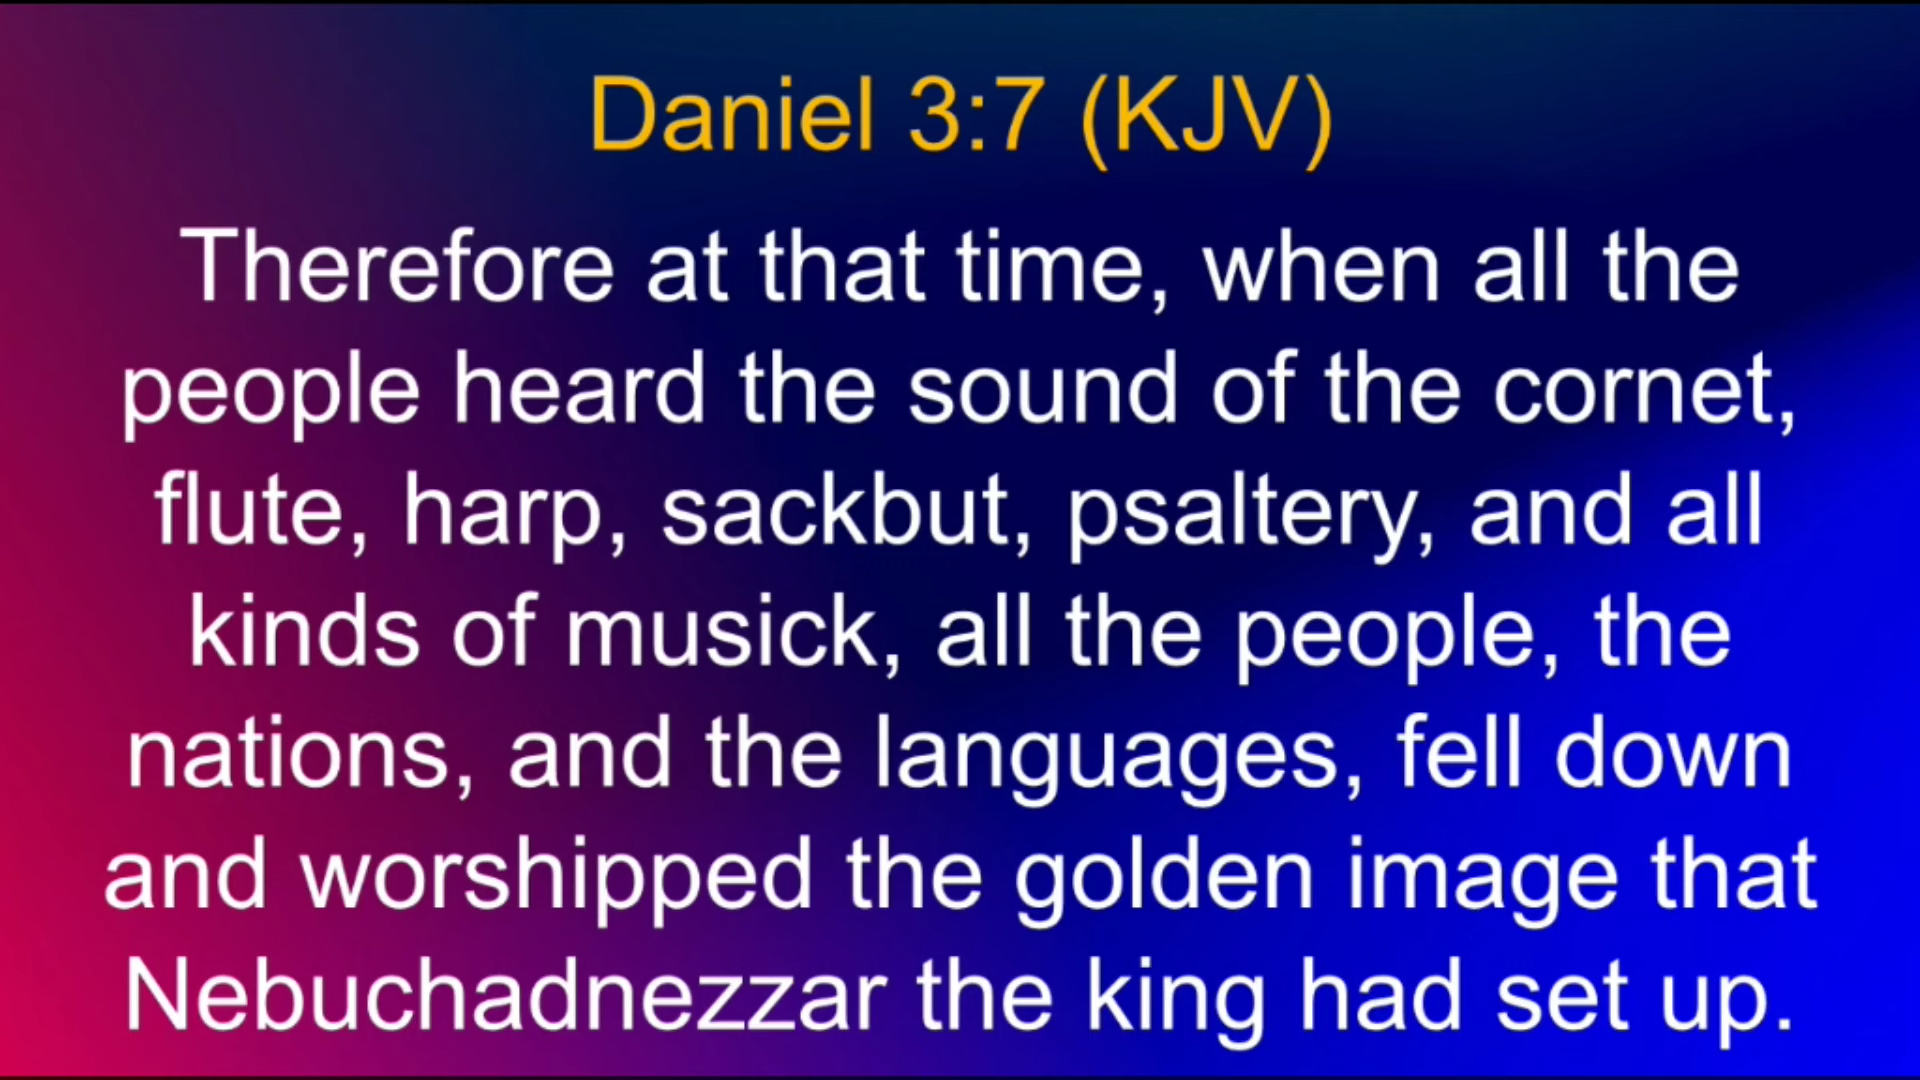 Daniel 3:7 (KJV)
Therefore at that time, when all the
people heard the sound of the cornet,
flute, harp, sackbut, psaltery, and all
kinds of musick, all the people, the
nations, and the languages, fell down
and worshipped the golden image that
Nebuchadnezzar the king had set up.